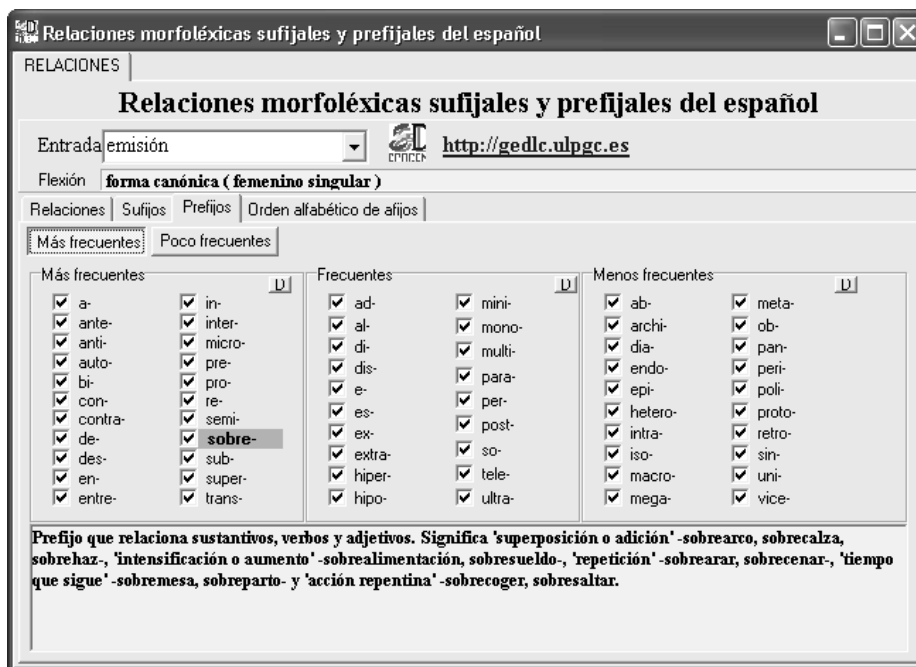 Relaciones morfoléxicas sufijales y prefijales del español
RELACIONES
Relaciones morfoléxicas sufijales y prefijales del español
Entrada emisión http://gedlc.ulpgc.es
Flexión forma canónica ( femenino singular )
Relaciones Sufijos Prefijos Orden alfabético de afijos
Más frecuentes Poco frecuentes
Más frecuentes D
a- in-
ante- inter-
anti- micro-
auto- pre-
bi- pro-
con- re-
contra- semi-
de- sobre-
des- sub-
en- super-
entre- trans-
Frecuentes D
ad- mini-
al- mono-
di- multi-
dis- para-
e- per-
es- post-
ex- so-
extra- tele-
hiper- ultra-
hipo-
Menos frecuentes D
ab- meta-
archi- ob-
dia- pan-
endo- peri-
epi- poli-
hetero- proto-
intra- retro-
iso- sin-
macro- uni-
mega- vice-
Prefijo que relaciona sustantivos, verbos y adjetivos. Significa 'superposición o adición' -sobrearco, sobrecalza,
sobrehaz-, 'intensificación o aumento' -sobrealimentación, sobresueldo-, 'repetición' -sobrearar, sobrecenar-, 'tiempo
que sigue' -sobremesa, sobreparto- y 'acción repentina' -sobrecoger, sobresaltar.